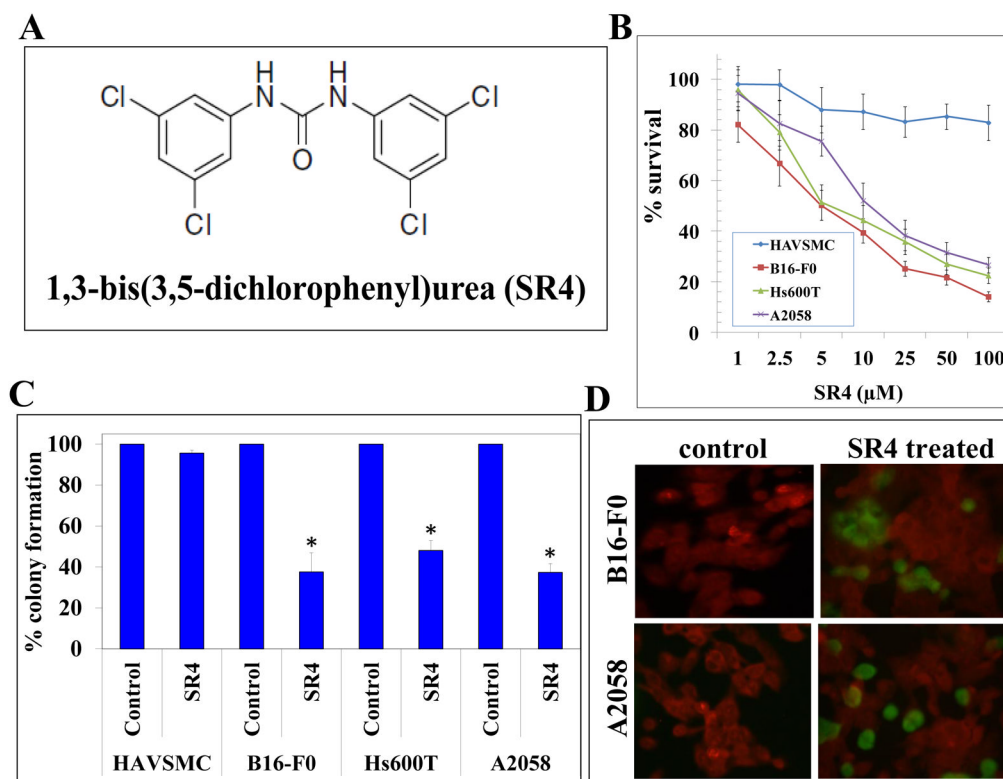 A
H
H
Cl
N
N
Cl
O
Cl
Cl
1,3-bis(3,5-dichlorophenyl)urea (SR4)
B
100
80
60
40
20
0
% survival
HAVSMC
B16-F0
Hs600T
A2058
1 2.5 5 10 25 50 100
SR4 (µM)
C
100
80
60
40
20
0
% colony formation
* * *
Control SR4 Control SR4 Control SR4 Control SR4
HAVSMC B16-F0 Hs600T A2058
D
control SR4 treated
B16-F0
A2058